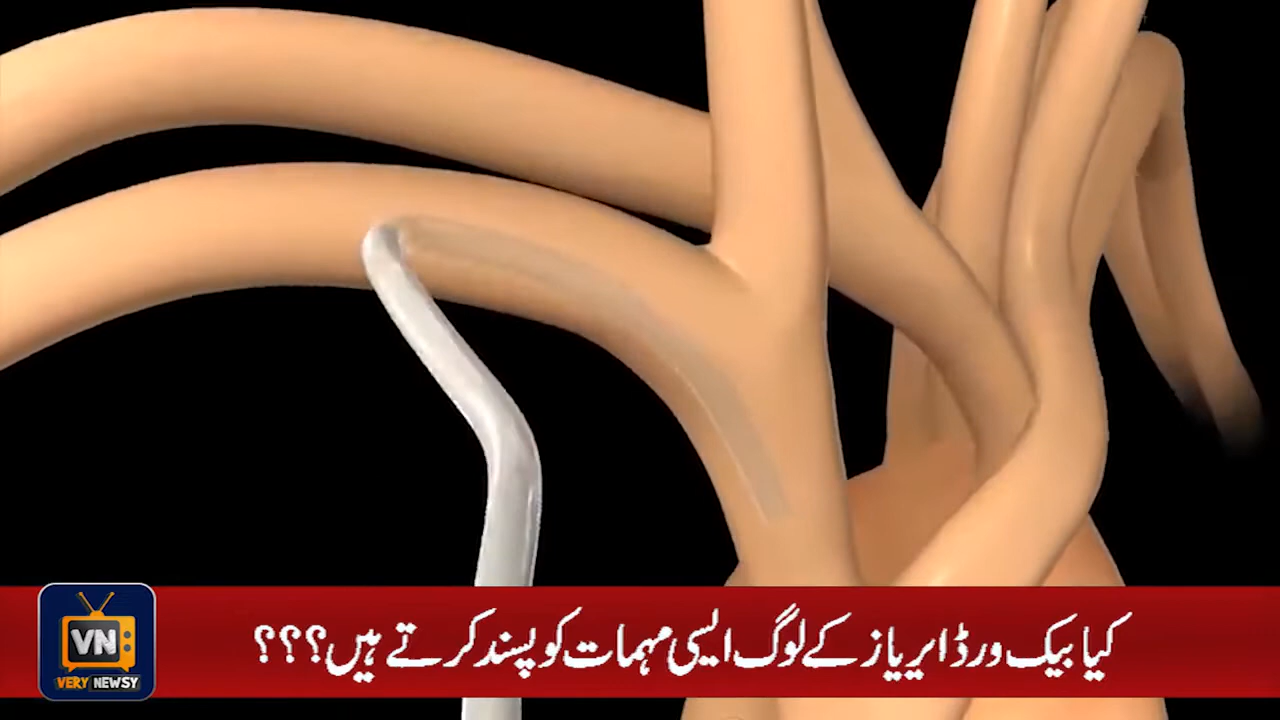 کیا بیک ورڈ ایریاز کے لوگ ایسی مہمات کو پسند کرتے ہیں؟؟؟
VN
VERY NEWSY